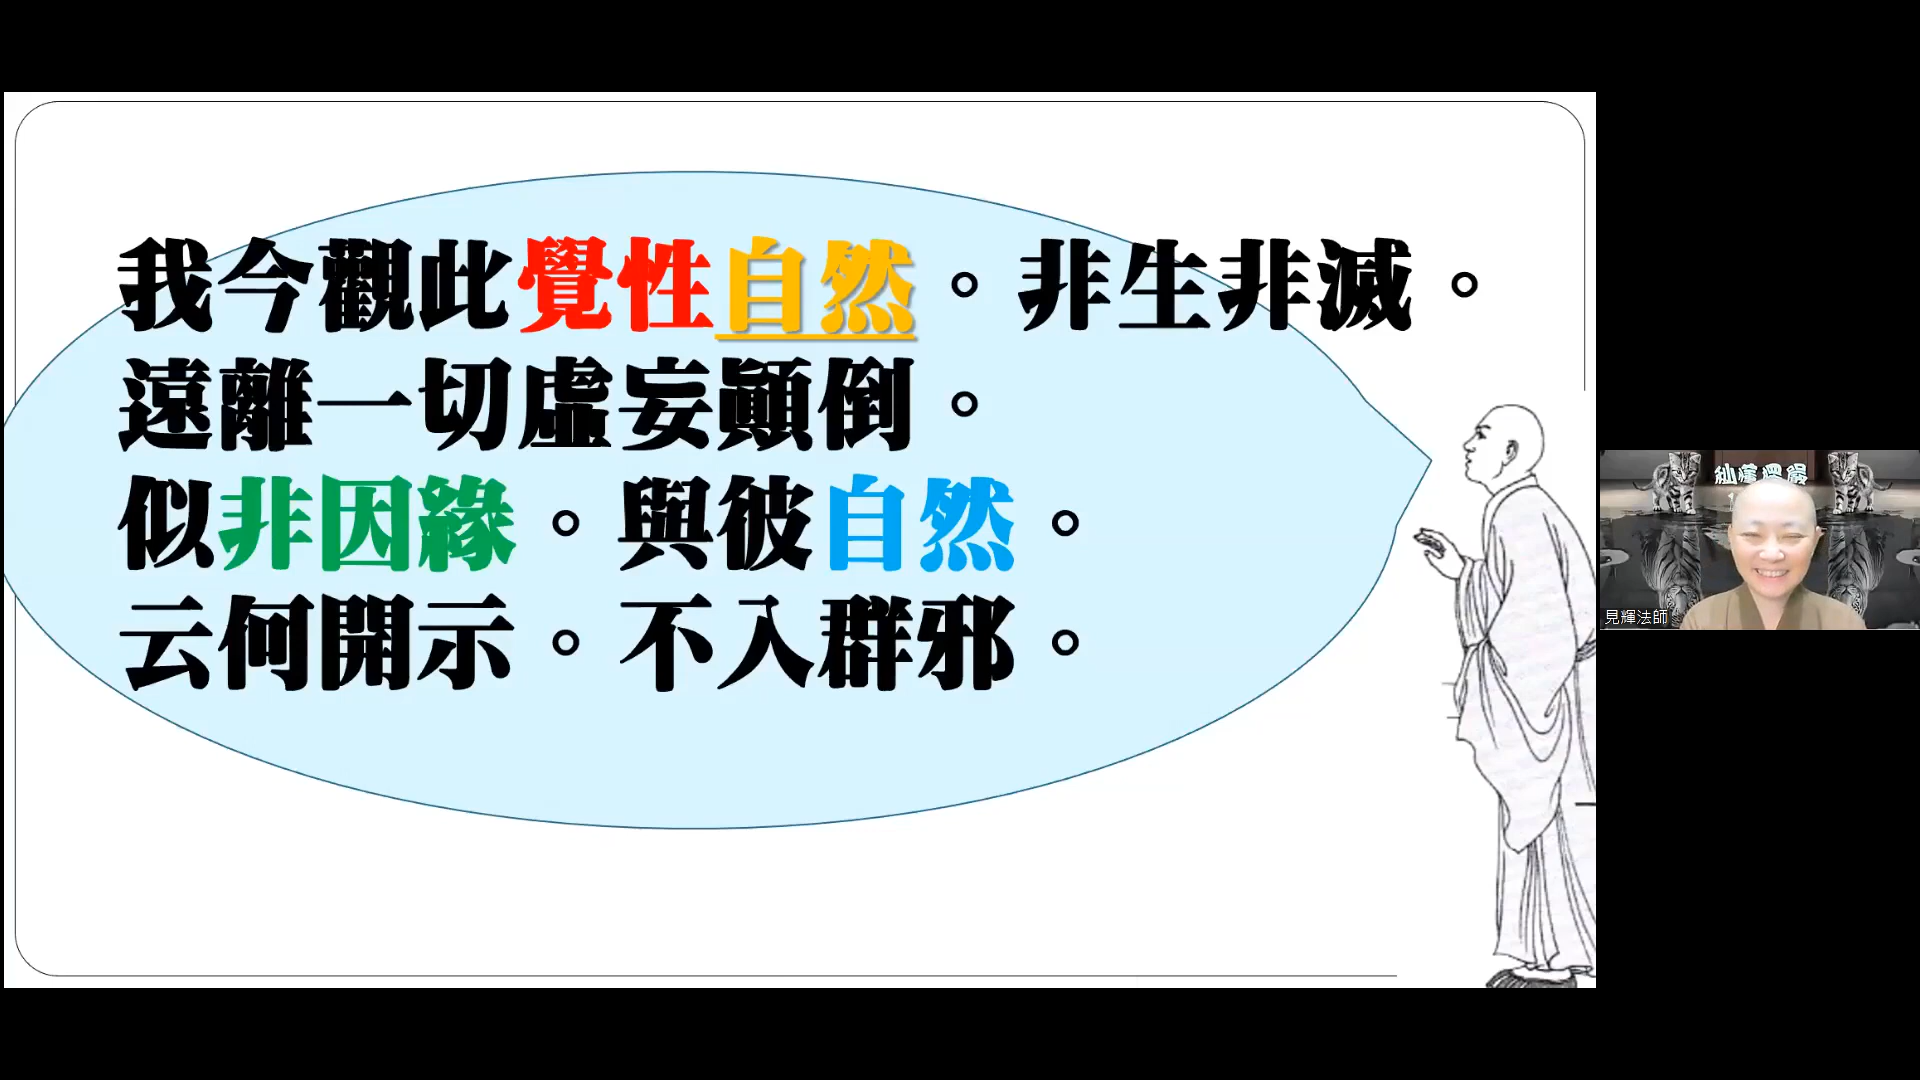 我今觀此覺性自然。非生非滅。
遠離一切虛妄顚倒。
似非因緣。與彼自然。
云何開示。不入群邪。
見輝法師